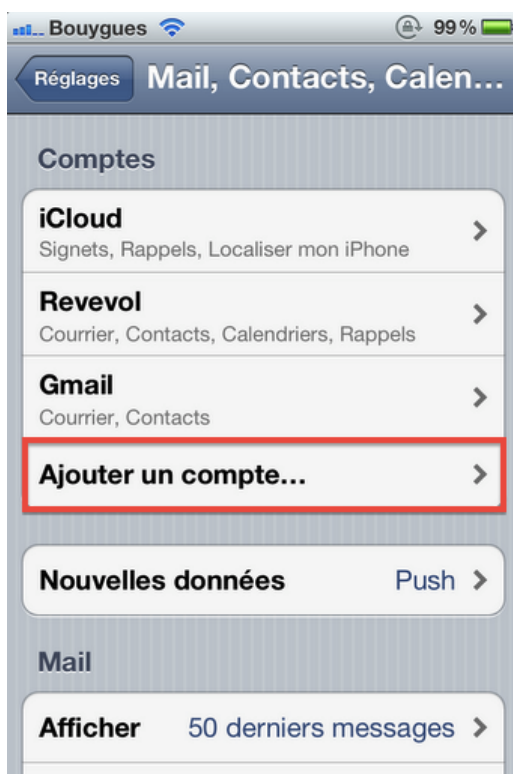 Bouygues 99 %
Réglages Mail, Contacts, Calen...
Comptes
iCloud
Signets, Rappels, Localiser mon iPhone
Revevol
Courrier, Contacts, Calendriers, Rappels
Gmail
Courrier, Contacts
Ajouter un compte...
Nouvelles données Push
Mail
Afficher 50 derniers messages